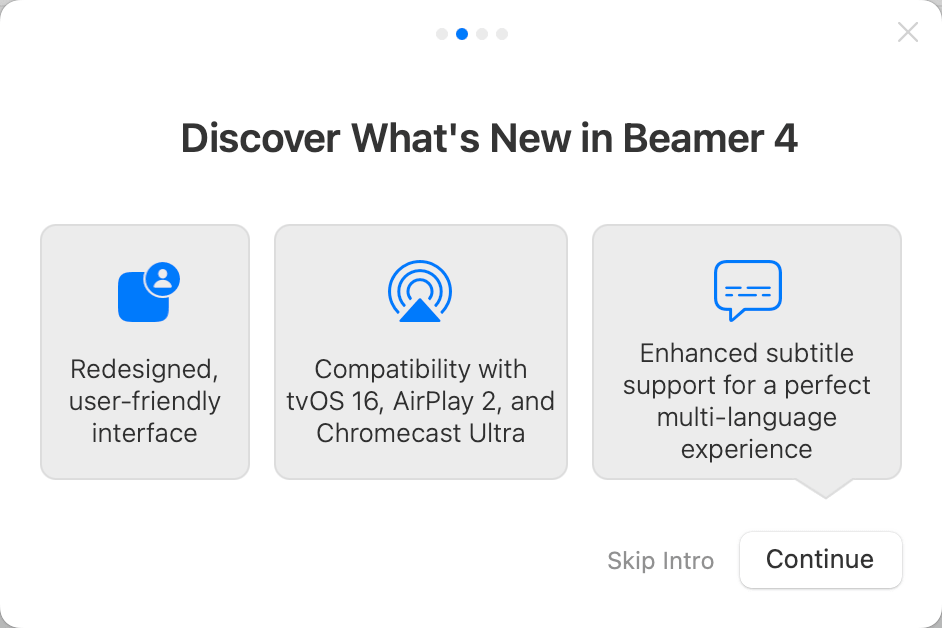 Discover What's New in Beamer 4
Redesigned,
user-friendly
interface
Compatibility with
tvOS 16, AirPlay 2, and
Chromecast Ultra
Enhanced subtitle
support for a perfect
multi-language
experience
Skip Intro
Continue